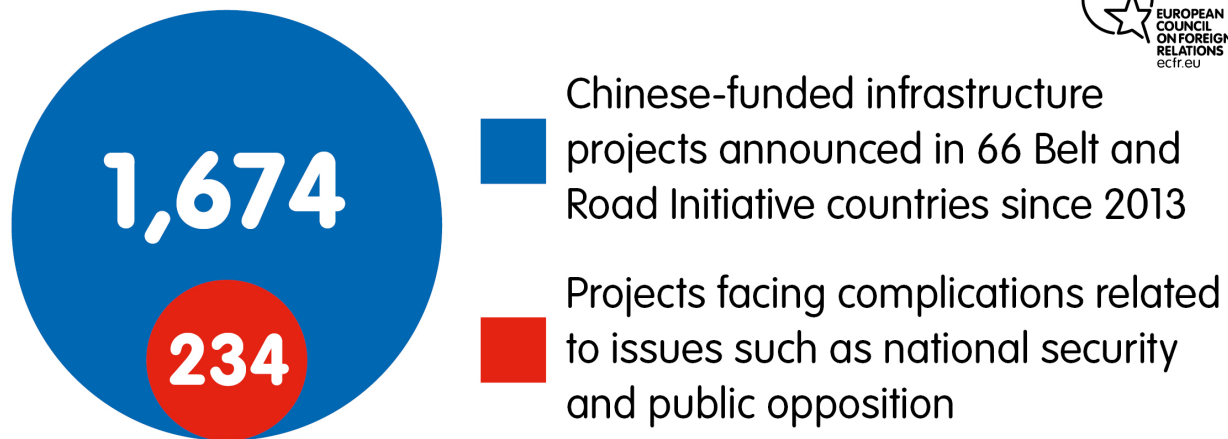 EUROPEAN
COUNCIL
ON FOREIGN
RELATIONS
ecfr.eu
1,674
Chinese-funded infrastructure
projects announced in 66 Belt and
Road Initiative countries since 2013
234
Projects facing complications related
to issues such as national security
and public opposition